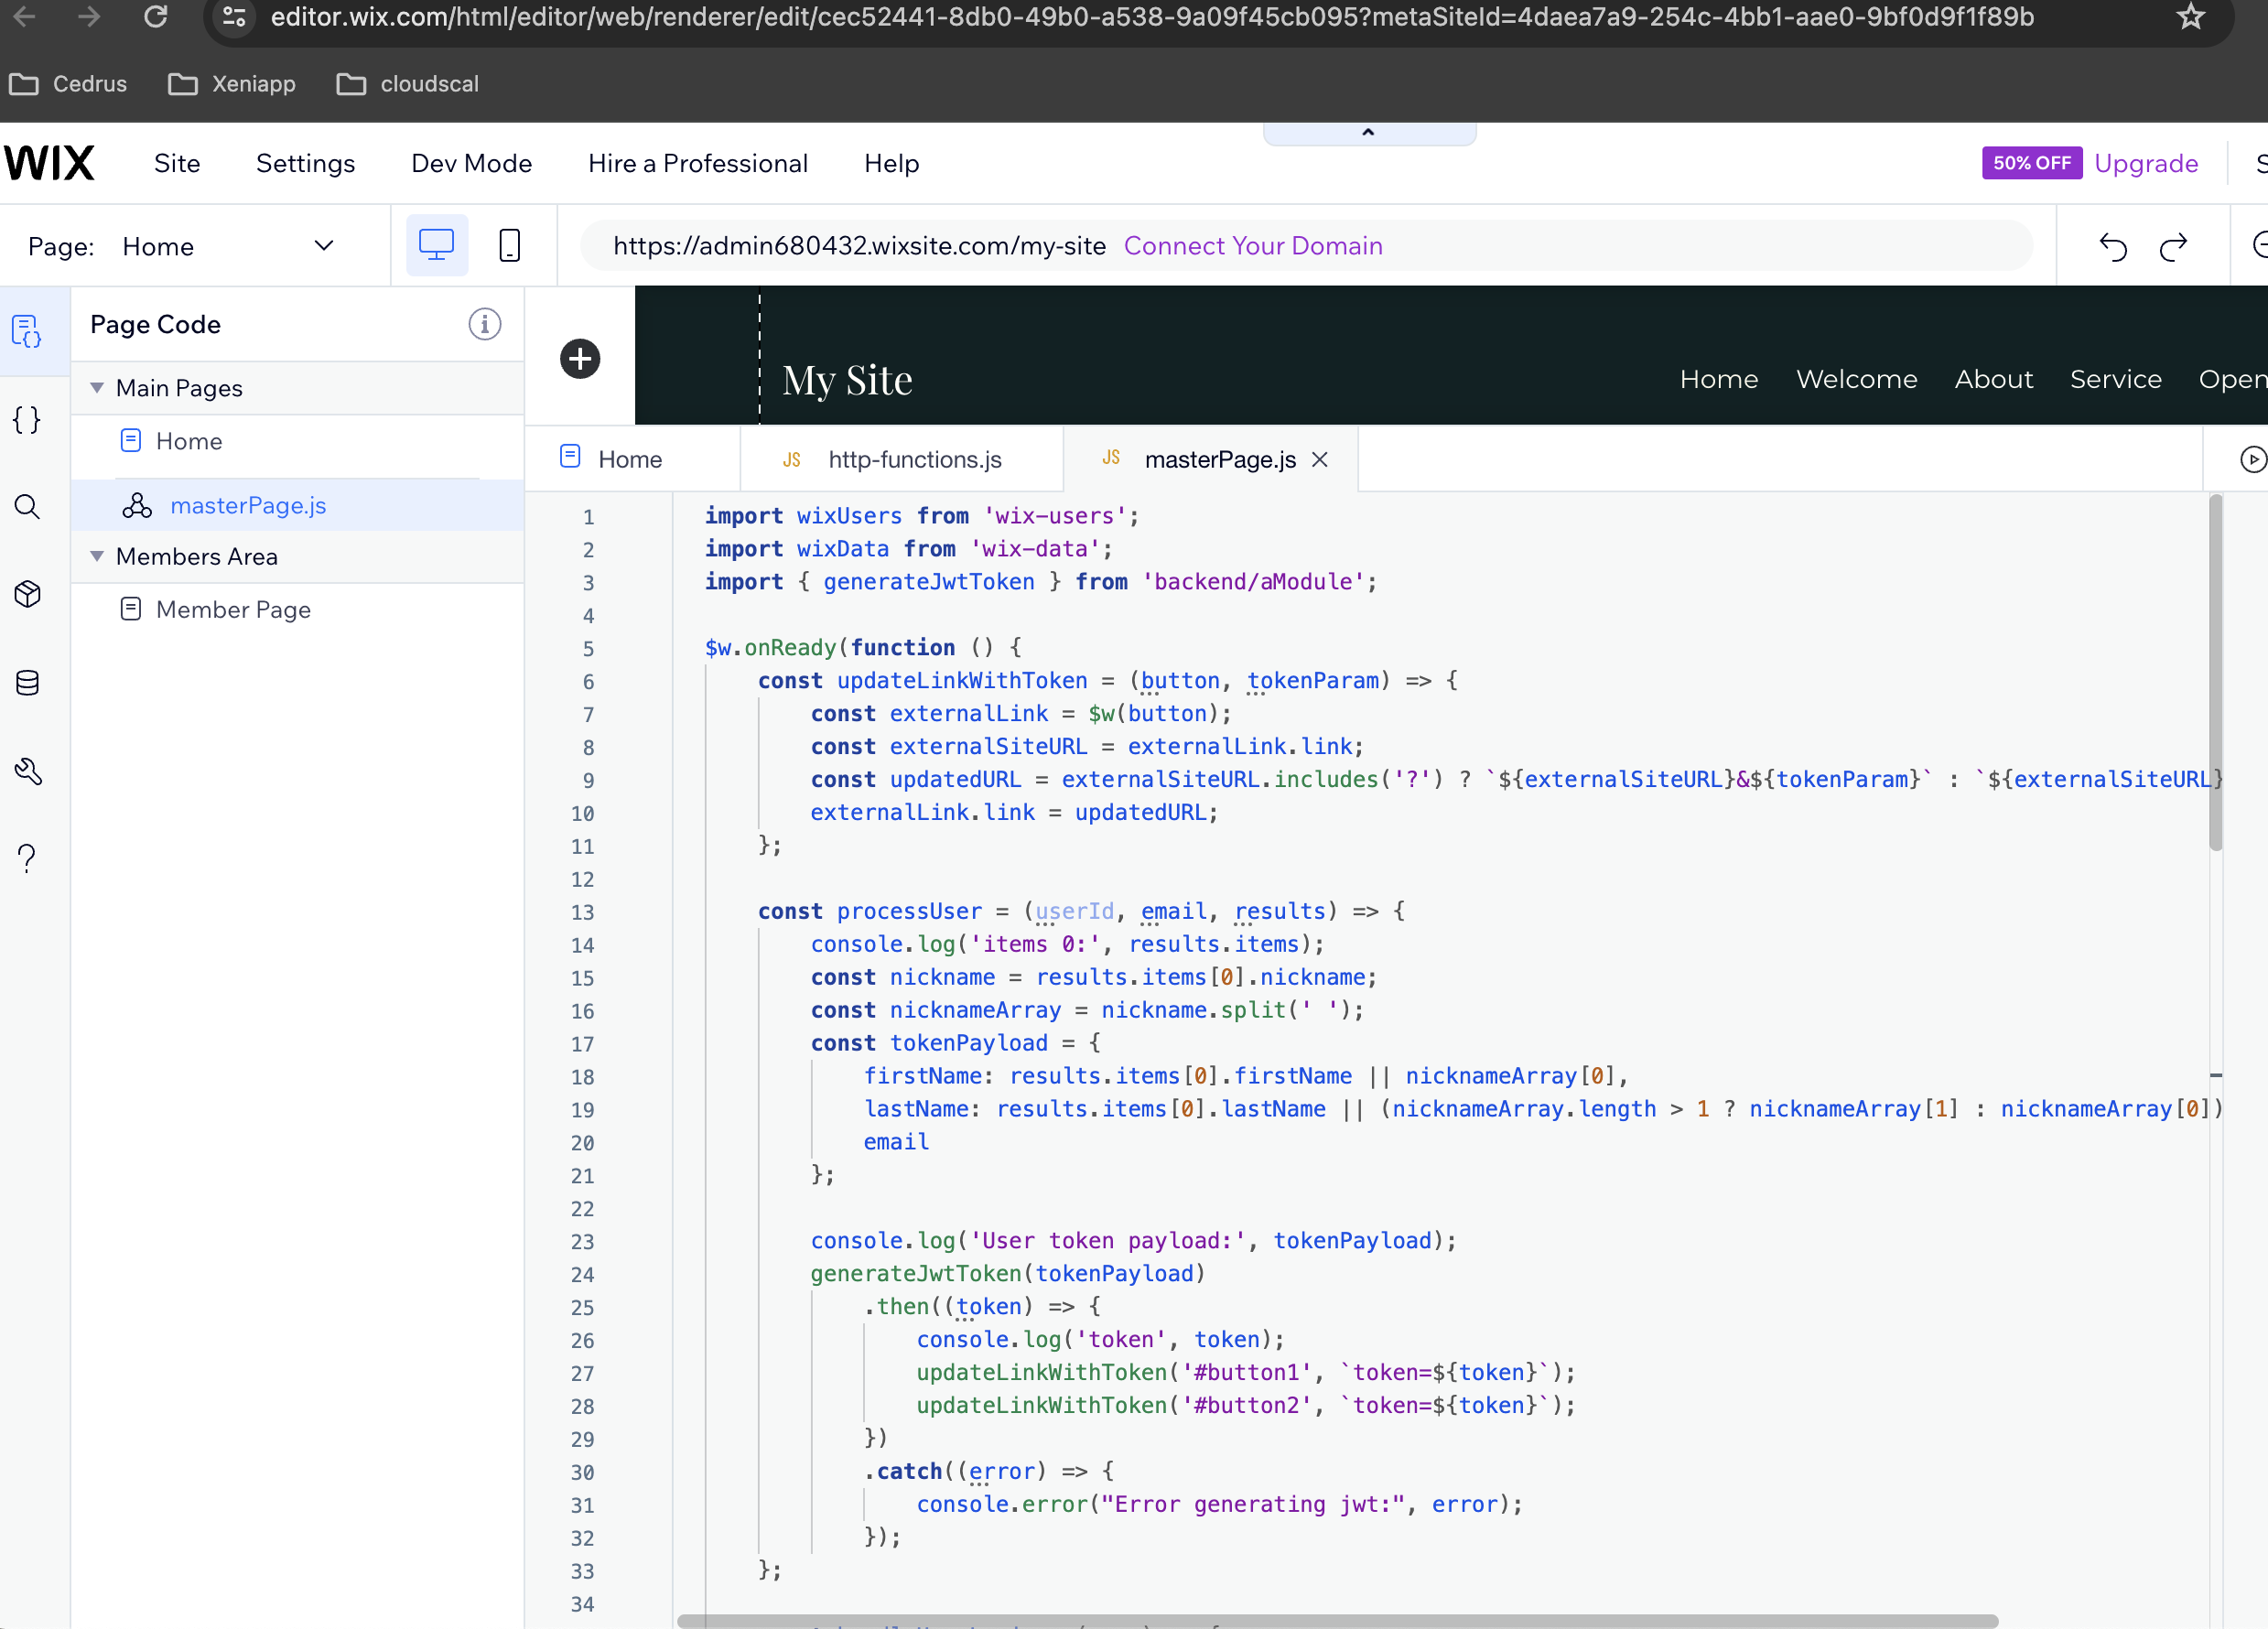 editor.wix.com/html/editor/web/renderer/edit/cec52441-8db0-49b0-a538-9a09f45cb095?metaSiteId=4daea7a9-254c-4bb1-aae0-9bf0d9f1f89b
Cedrus Xeniapp cloudscal
WIX Site Settings Dev Mode Hire a Professional Help 50% OFF Upgrade
Page: Home https://admin680432.wixsite.com/my-site Connect Your Domain
Page Code
Main Pages
Home
masterPage.js
Members Area
Member Page
My Site Home Welcome About Service Open
Home JS http-functions.js JS masterPage.js
1 import wixUsers from 'wix-users';
2 import wixData from 'wix-data';
3 import { generateJwtToken } from 'backend/aModule';
4
5 $w.onReady(function () {
6 const updateLinkWithToken = (button, tokenParam) => {
7 const externalLink = $w(button);
8 const externalSiteURL = externalLink.link;
9 const updatedURL = externalSiteURL.includes('?') ? `${externalSiteURL}&${tokenParam}` : `${externalSiteURL}
10 externalLink.link = updatedURL;
11 };
12
13 const processUser = (userId, email, results) => {
14 console.log('items 0:', results.items);
15 const nickname = results.items[0].nickname;
16 const nicknameArray = nickname.split(' ');
17 const tokenPayload = {
18 firstName: results.items[0].firstName || nicknameArray[0],
19 lastName: results.items[0].lastName || (nicknameArray.length > 1 ? nicknameArray[1] : nicknameArray[0])
20 email
21 };
22
23 console.log('User token payload:', tokenPayload);
24 generateJwtToken(tokenPayload)
25 .then((token) => {
26 console.log('token', token);
27 updateLinkWithToken('#button1', `token=${token}`);
28 updateLinkWithToken('#button2', `token=${token}`);
29 })
30 .catch((error) => {
31 console.error("Error generating jwt:", error);
32 });
33 };
34